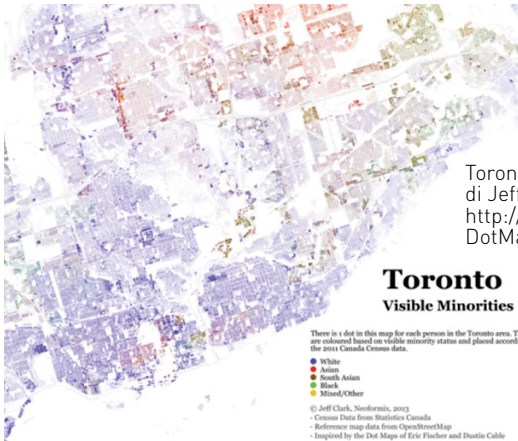 Toron
di Jeff
http://
DotMa
Toronto
Visible Minorities
There is 1 dot in this map for each person in the Toronto area. T
are coloured based on visible minority status and placed accordi
the 2011 Canada Census data.
White
Asian
South Asian
Black
Mixed/Other
© Jeff Clark, Neoformix, 2013
- Census Data from Statistics Canada
- Reference map data from OpenStreetMap
- Inspired by the Dot Maps of Eric Fischer and Dustin Cable